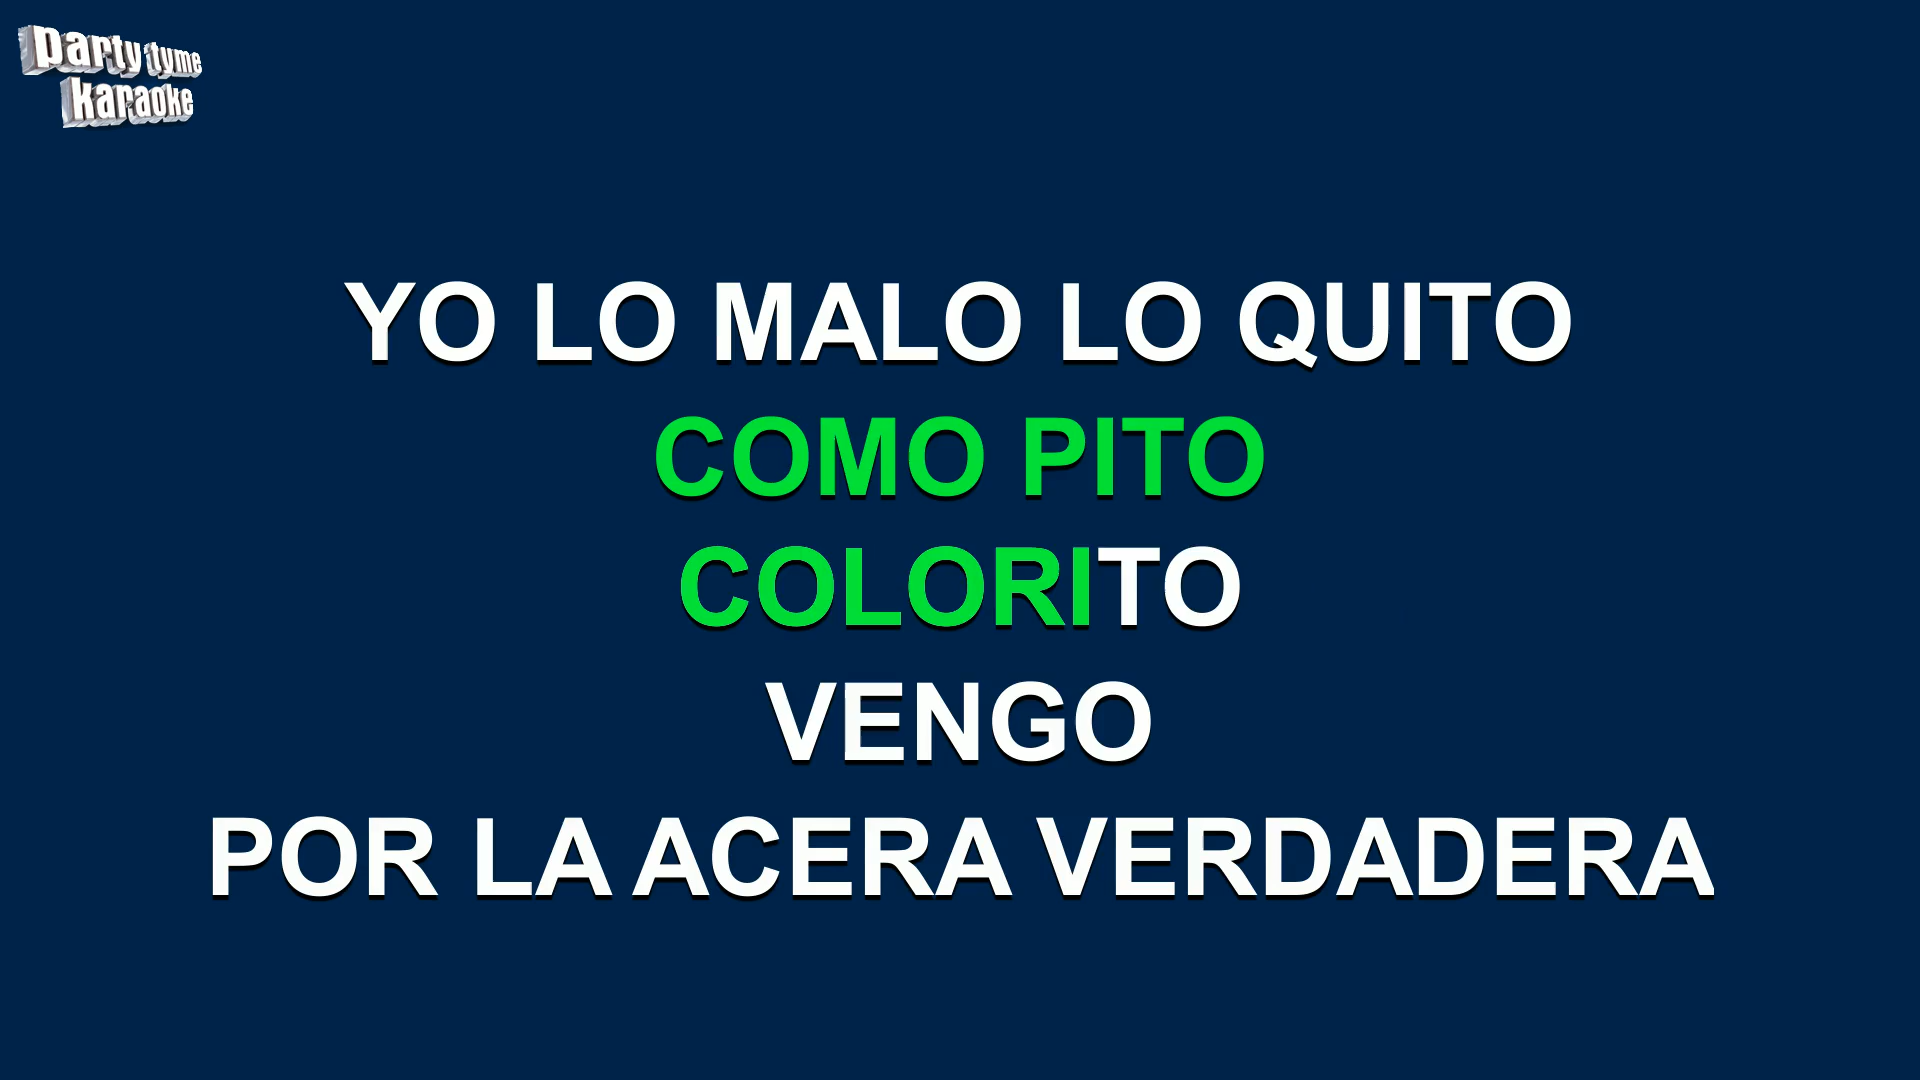 party tyme
karaoke
YO LO MALO LO QUITO
COMO PITO
COLORITO
VENGO
POR LA ACERA VERDADERA